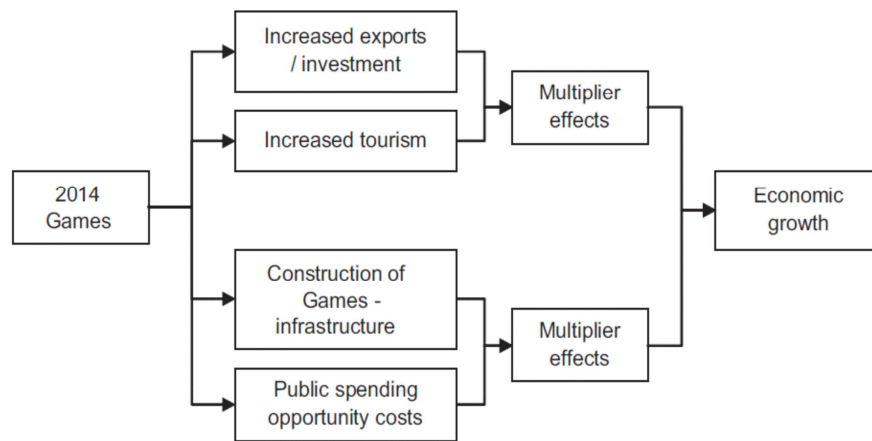 Increased exports
/ investment
Multiplier
effects
Increased tourism
2014
Games
Economic
growth
Construction of
Games -
infrastructure
Multiplier
effects
Public spending
opportunity costs